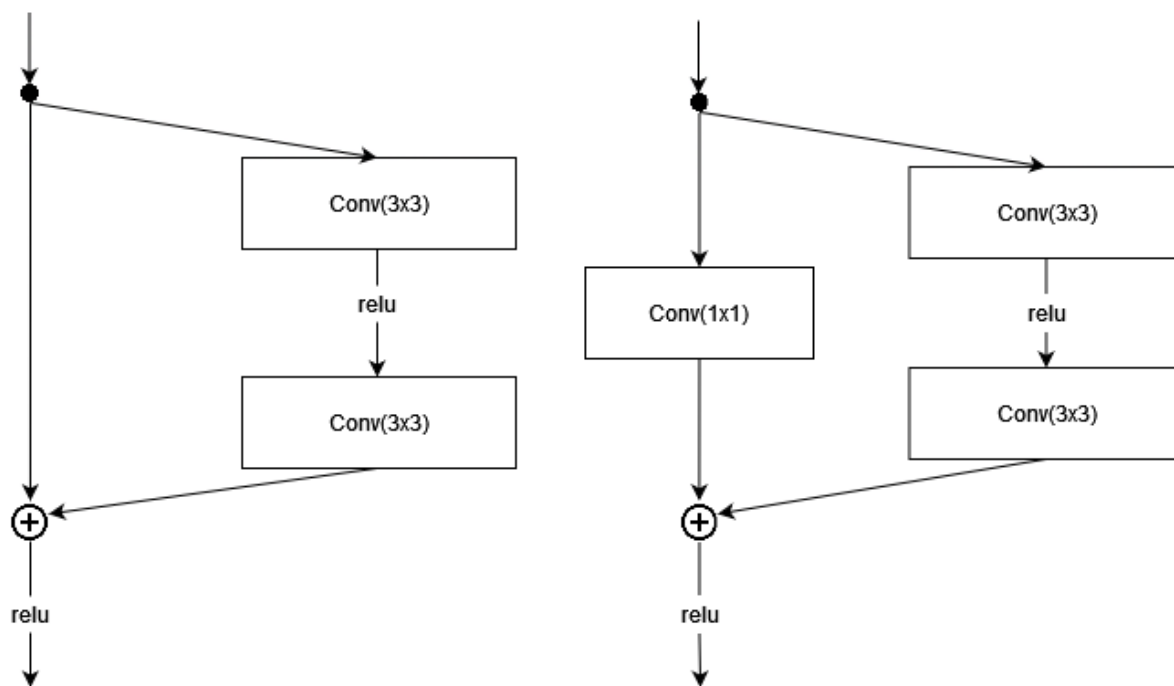 Conv(3x3)
relu
Conv(3x3)
relu
Conv(3x3)
Conv(1x1)
relu
Conv(3x3)
relu